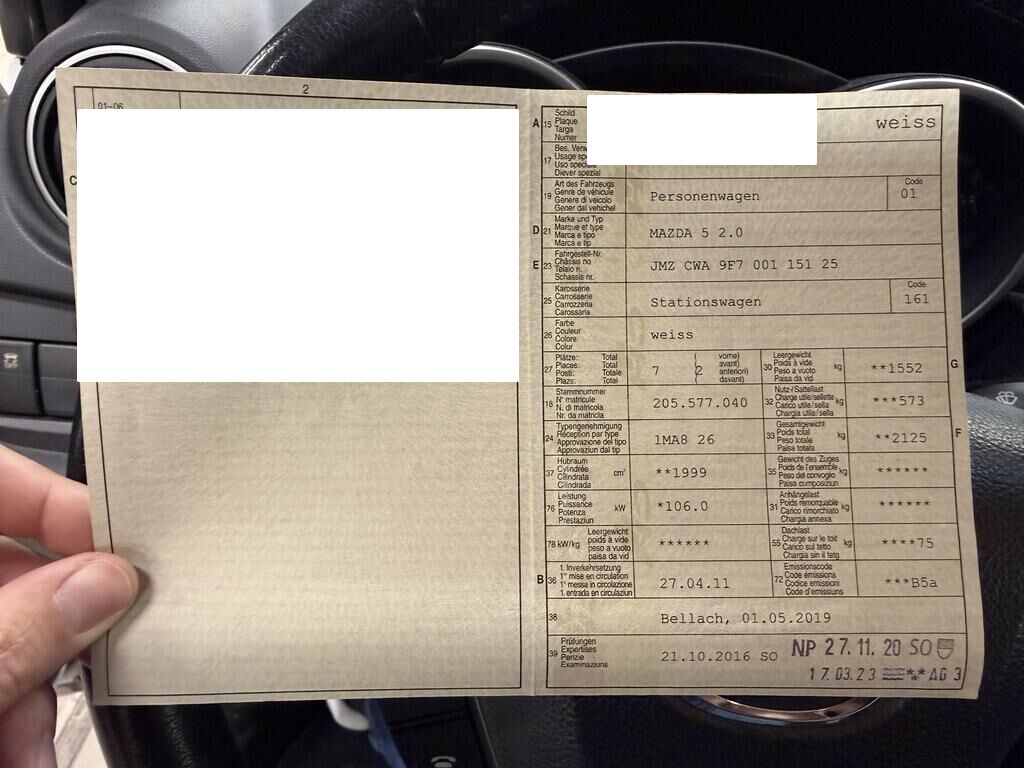 2
01-06
C
A 15 Schild
Plaque
Targa
Numer
weiss
17 Bes. Verw
Usage sp
Uso speciale
Diever spezial
19 Art des Fahrzeugs
Genre de véhicule
Genere di veicolo
Gener dal vehichel
Personenwagen
Code
01
D 21 Marke und Typ
Marque et type
Marca e tipo
Marca e tip
MAZDA 5 2.0
E 23 Fahrgestell-Nr.
Châssis no
Telaio n.
Schassis nr.
JMZ CWA 9F7 001 151 25
25 Karosserie
Carrosserie
Carrozzeria
Carossaria
Stationswagen
Code
161
26 Farbe
Couleur
Colore
Colur
weiss
27 Plätze: Total
Places: Total
Posti: Totale
Plazs: Total
7 ( 2 vorne)
avant)
anteriori)
davant)
30 Leergewicht
Poids à vide
Peso a vuoto
Paisa da vid
kg
**1552
G
18 Stammnummer
N° matricule
N. di matricola
Nr. da matricla
205.577.040
32 Nutz-/Sattellast
Charge utile/sellette
Carico utile/sella
Chargia utila/sella
kg
***573
24 Typengenehmigung
Réception par type
Approvazione del tipo
Approvaziun dal tip
1MA8 26
33 Gesamtgewicht
Poids total
Peso totale
Paisa totala
kg
**2125
F
37 Hubraum
Cylindrée
Cilindrata
Cilindrada
cm³
**1999
35 Gewicht des Zuges
Poids de l'ensemble
Peso del convoglio
Paisa cumposiziun
kg
******
76 Leistung
Puissance
Potenza
Prestaziun
kW
*106.0
31 Anhängelast
Poids remorquable
Carico rimorchiato
Chargia annexa
kg
******
78 kW/kg Leergewicht
poids à vide
peso a vuoto
paisa da vid
******
55 Dachlast
Charge sur le toit
Carico sul tetto
Chargia sin il tetg
kg
****75
B 36 1. Inverkehrsetzung
1re mise en circulation
1a messa in circolazione
1. entrada en circulaziun
27.04.11
72 Emissionscode
Code émissions
Codice emissioni
Code d'emissiuns
***B5a
38
Bellach, 01.05.2019
39 Prüfungen
Expertises
Perizie
Examinaziuns
21.10.2016 SO
NP 27.11.20 SO
17.03.23 AG 3